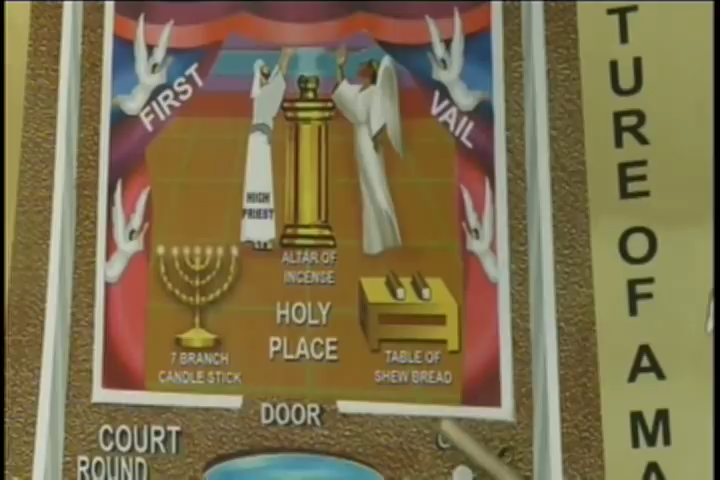 FIRST
VAIL
HIGH
PRIEST
ALTAR OF
INCENSE
HOLY
PLACE
7 BRANCH
CANDLE STICK
TABLE OF
SHEW BREAD
DOOR
COURT
ROUND
TURE OF A MA